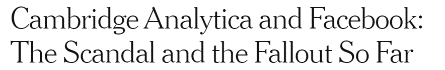 Cambridge Analytica and Facebook:
The Scandal and the Fallout So Far